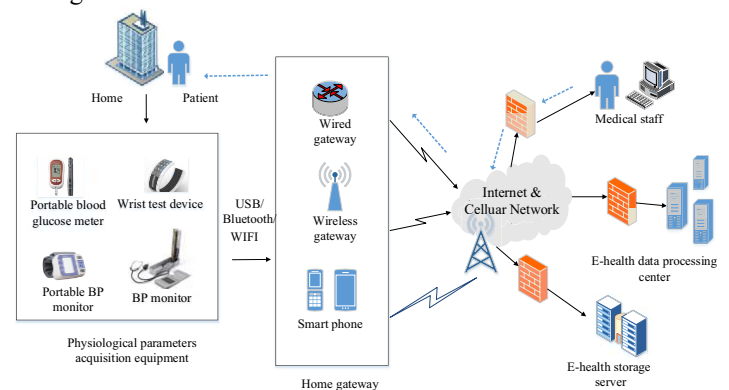 Home
Patient
Wired
gateway
Medical staff
Portable blood
glucose meter
Wrist test device
USB/
Bluetooth/
WIFI
Wireless
gateway
Internet &
Celluar Network
Portable BP
monitor
BP monitor
Smart phone
E-health data processing
center
Physiological parameters
acquisition equipment
Home gateway
E-health storage
server